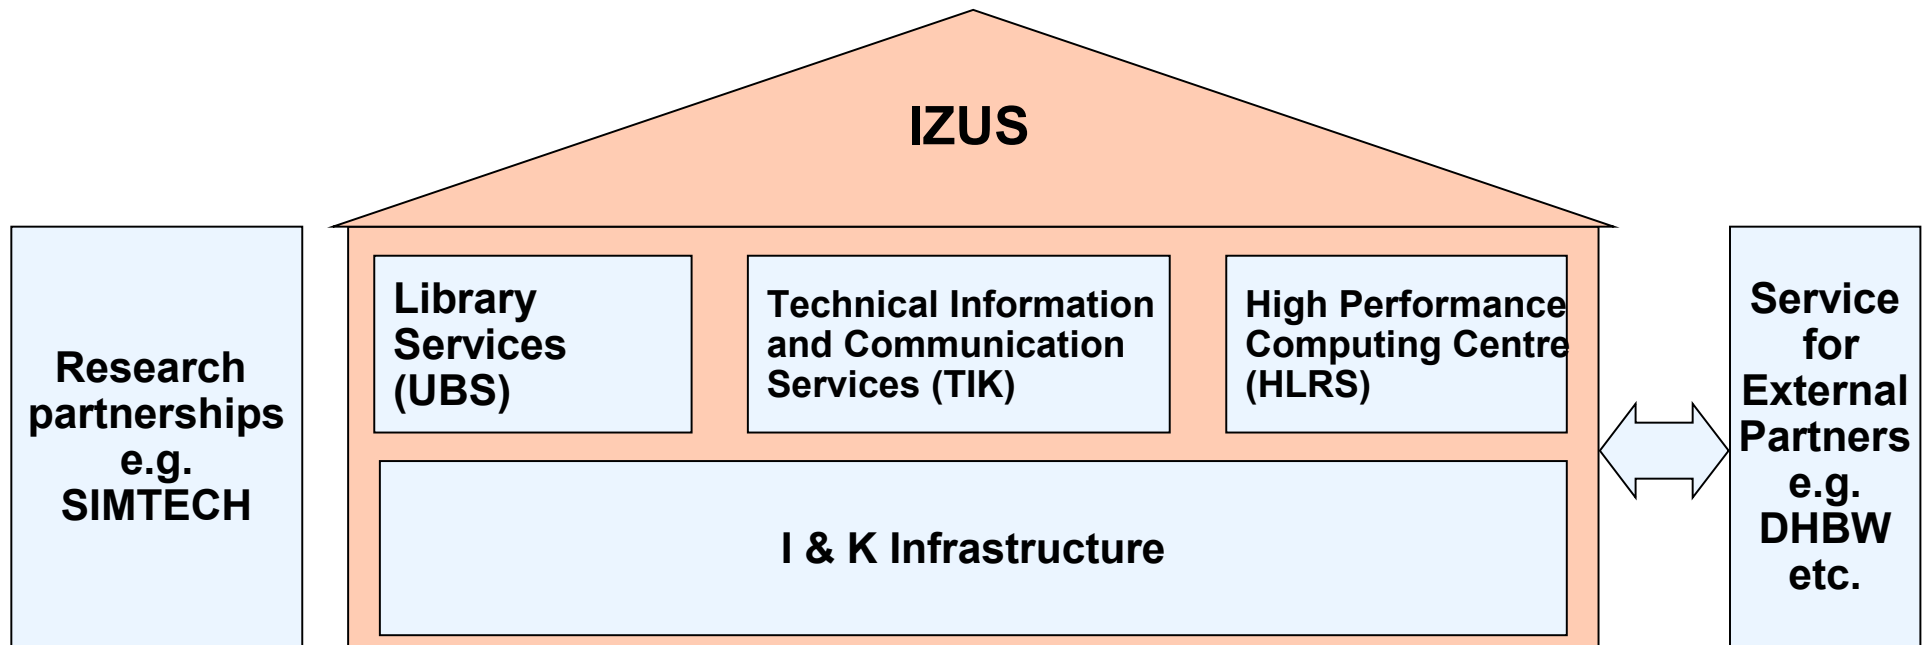 IZUS
Research
partnerships
e.g.
SIMTECH
Library
Services
(UBS)
Technical Information
and Communication
Services (TIK)
High Performance
Computing Centre
(HLRS)
I & K Infrastructure
Service
for
External
Partners
e.g.
DHBW
etc.